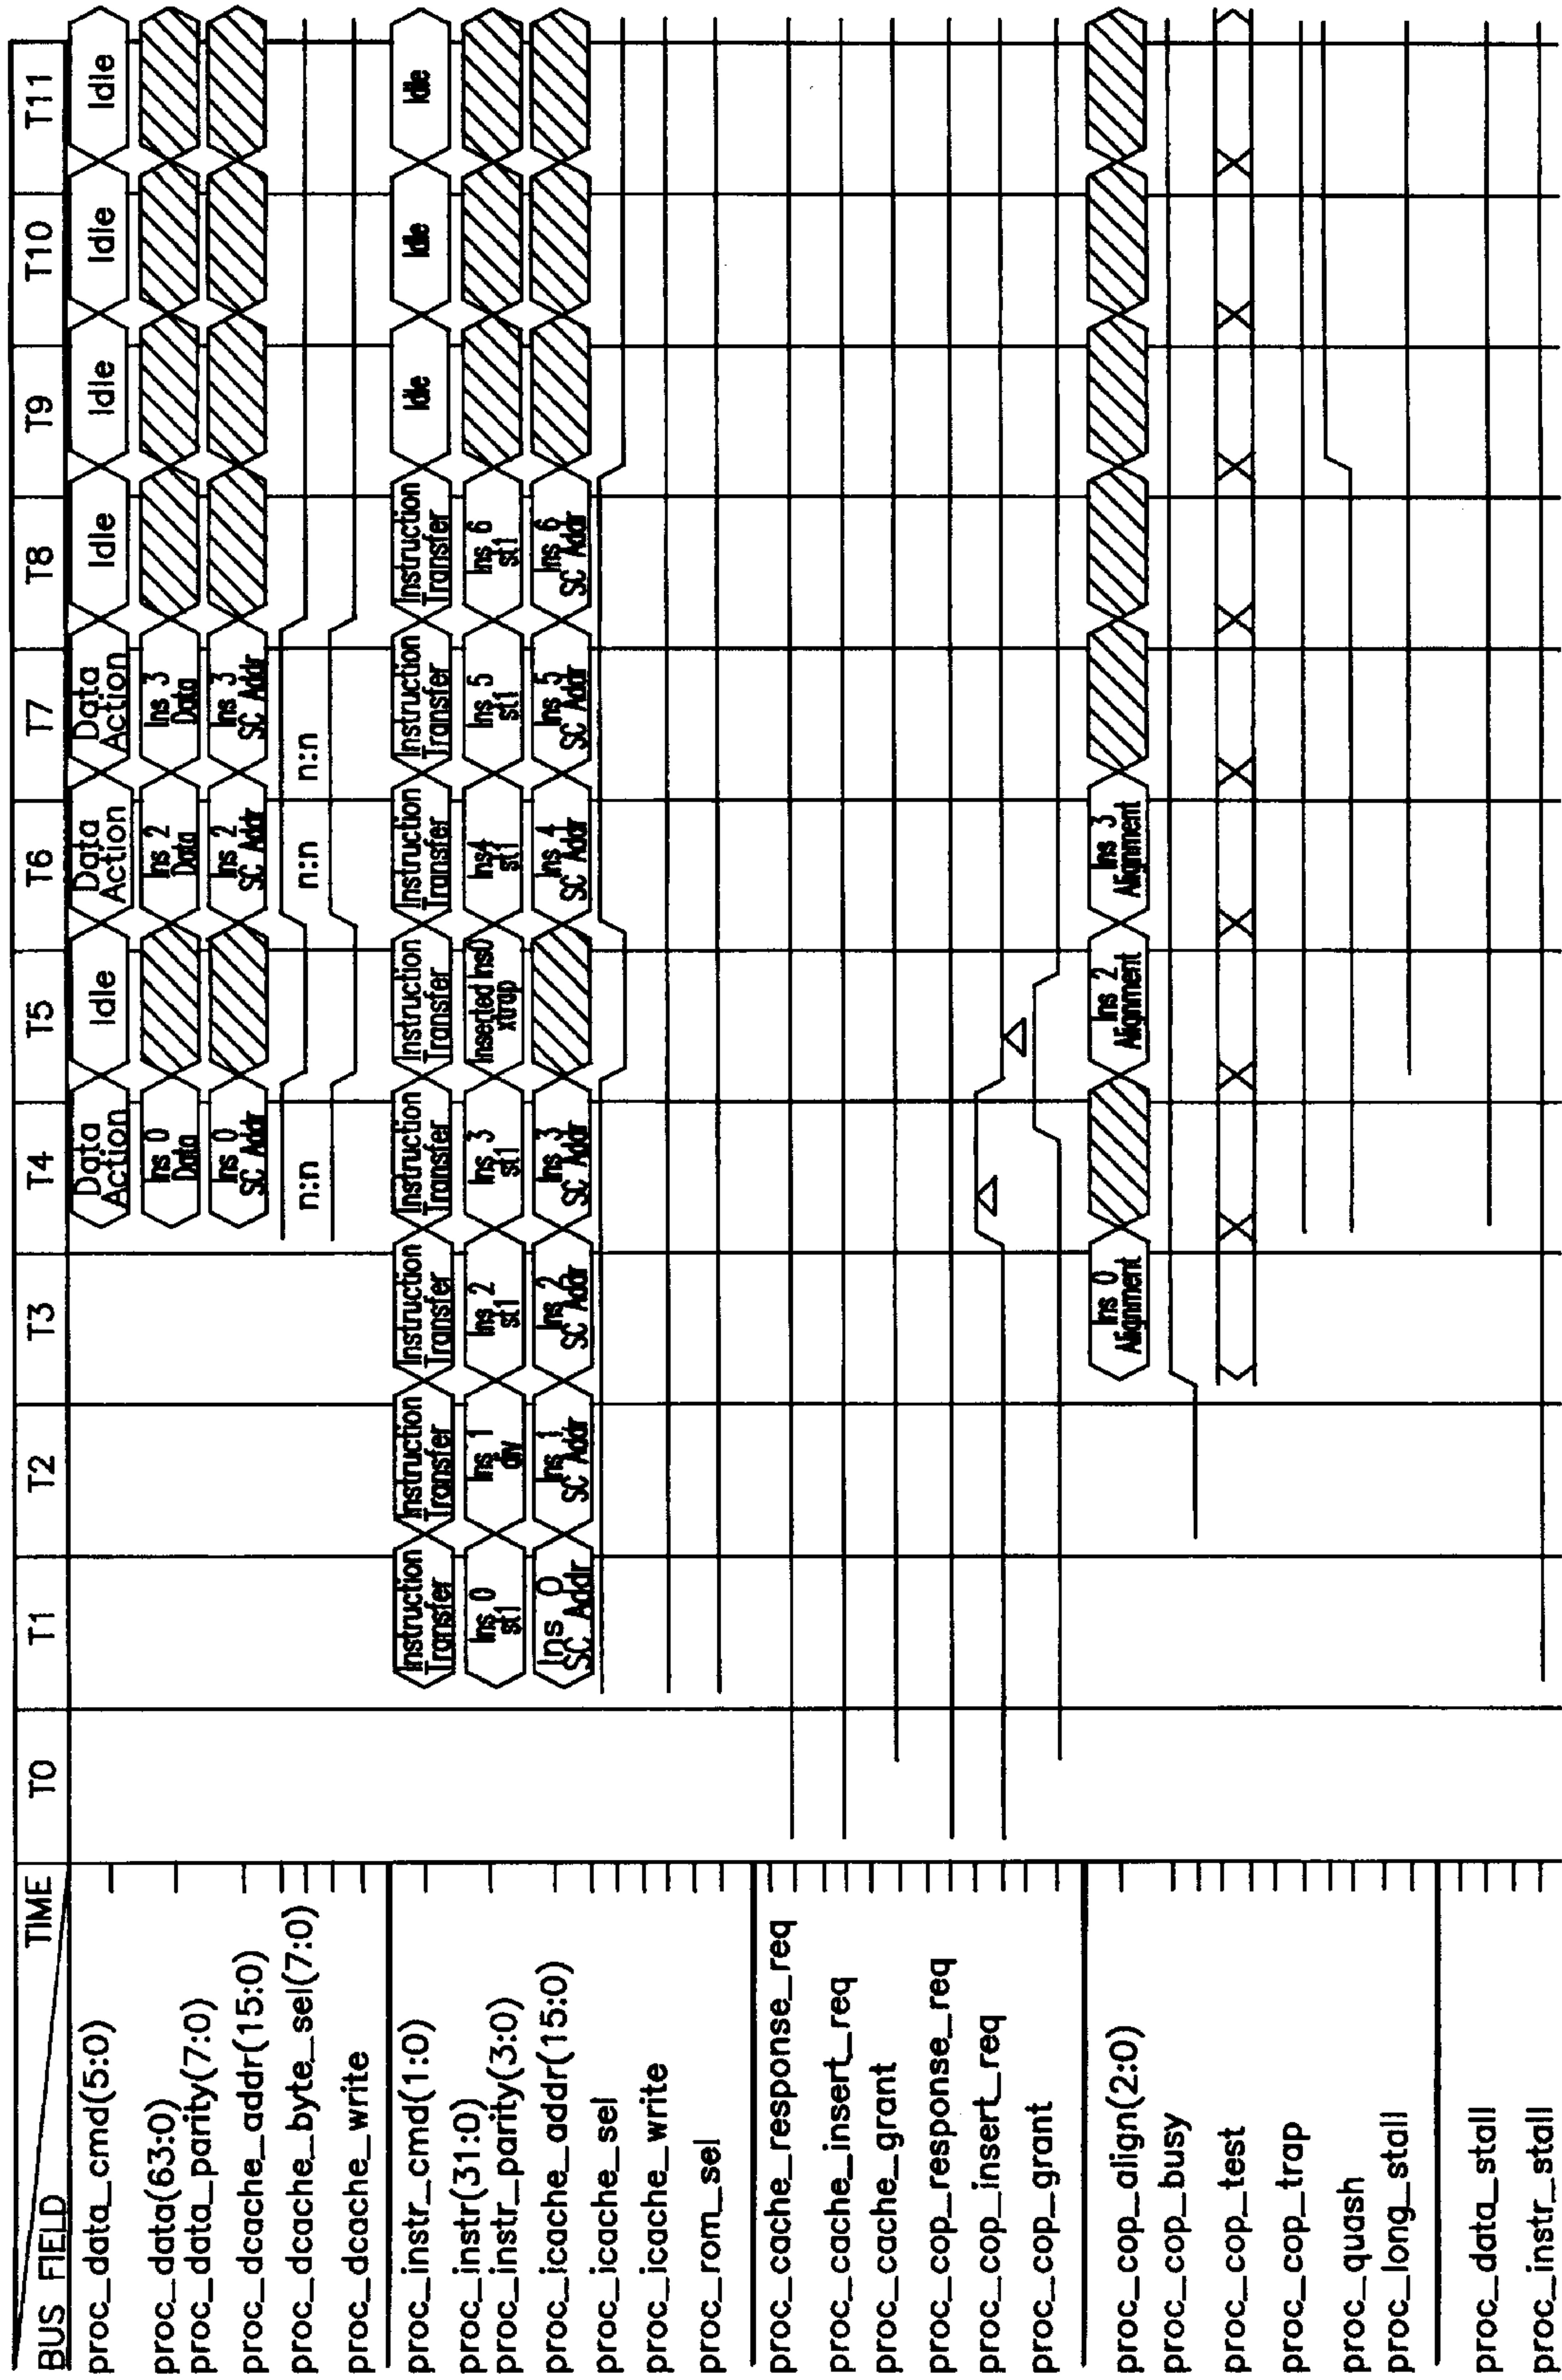 BUS FIELD TIME T0 T1 T2 T3 T4 T5 T6 T7 T8 T9 T10 T11
proc_data_cmd(5:0) Data Action Idle Data Action Data Action Idle Idle Idle Idle
proc_data(63:0)
proc_data_parity(7:0) Ins 0 Data Ins 2 Data Ins 3 Data
proc_dcache_addr(15:0) Ins 0 SC Addr Ins 2 SC Addr Ins 3 SC Addr
proc_dcache_byte_sel(7:0) n:n n:n n:n
proc_dcache_write
proc_instr_cmd(1:0) Instruction Transfer Instruction Transfer Instruction Transfer Instruction Transfer Instruction Transfer Instruction Transfer Instruction Transfer Instruction Transfer Idle Idle Idle
proc_instr(31:0)
proc_instr_parity(3:0) Ins 0 st1 Ins 1 div Ins 2 st1 Ins 3 st1 Inserted Ins0 xtrap Ins4 st1 Ins 5 st1 Ins 6 st1
proc_icache_addr(15:0) Ins 0 SC Addr Ins 1 SC Addr Ins 2 SC Addr Ins 3 SC Addr Ins 4 SC Addr Ins 5 SC Addr Ins 6 SC Addr
proc_icache_sel
proc_icache_write
proc_rom_sel
proc_cache_response_req
proc_cache_insert_req
proc_cache_grant
proc_cop_response_req
proc_cop_insert_req
proc_cop_grant
proc_cop_align(2:0) Ins 0 Alignment Ins 2 Alignment Ins 3 Alignment
proc_cop_busy
proc_cop_test
proc_cop_trap
proc_quash
proc_long_stall
proc_data_stall
proc_instr_stall